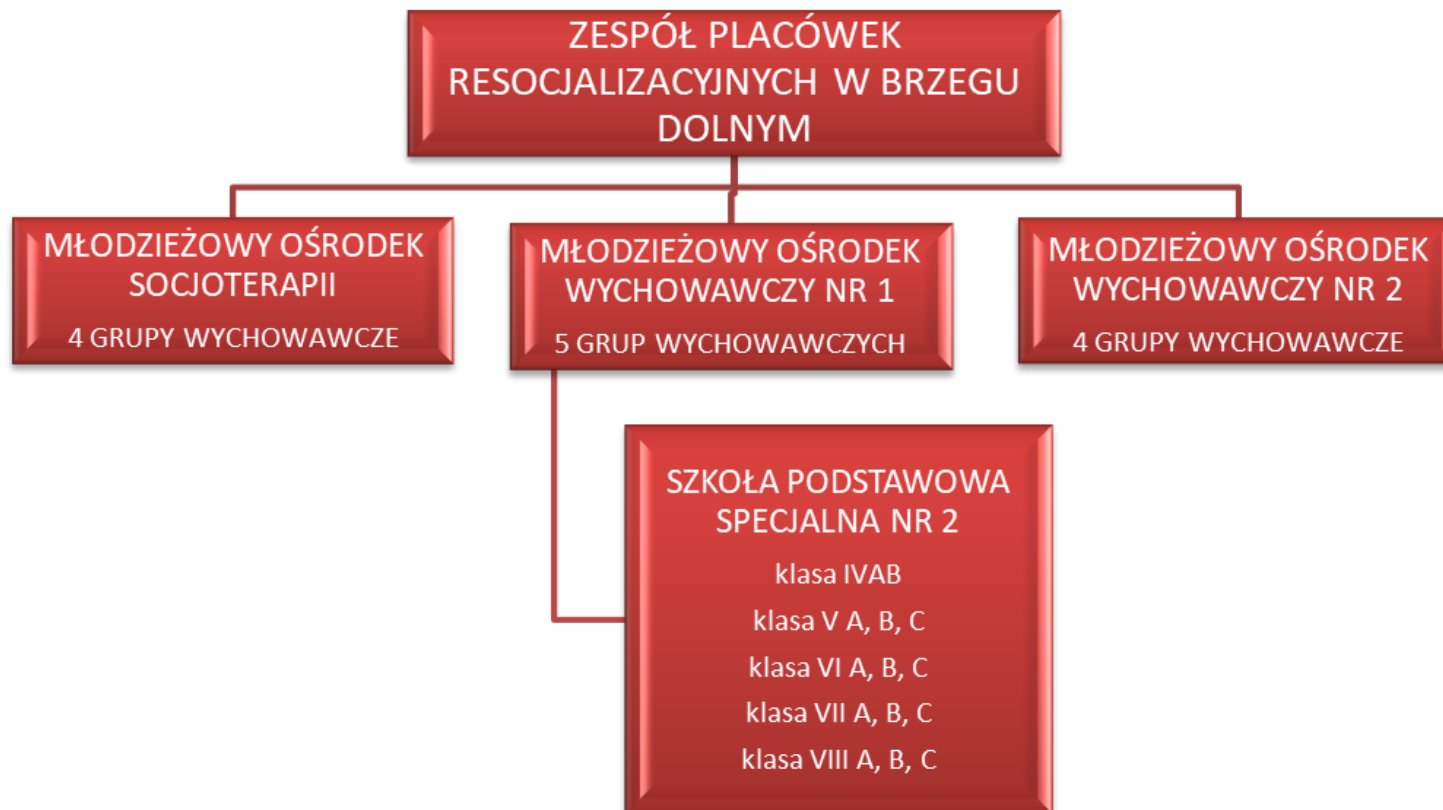 ZESPÓŁ PLACÓWEK
RESOCJALIZACYJNYCH W BRZEGU
DOLNYM
MŁODZIEŻOWY OŚRODEK
SOCJOTERAPII
4 GRUPY WYCHOWAWCZE
MŁODZIEŻOWY OŚRODEK
WYCHOWAWCZY NR 1
5 GRUP WYCHOWAWCZYCH
MŁODZIEŻOWY OŚRODEK
WYCHOWAWCZY NR 2
4 GRUPY WYCHOWAWCZE
SZKOŁA PODSTAWOWA
SPECJALNA NR 2
klasa IVAB
klasa V A, B, C
klasa VI A, B, C
klasa VII A, B, C
klasa VIII A, B, C